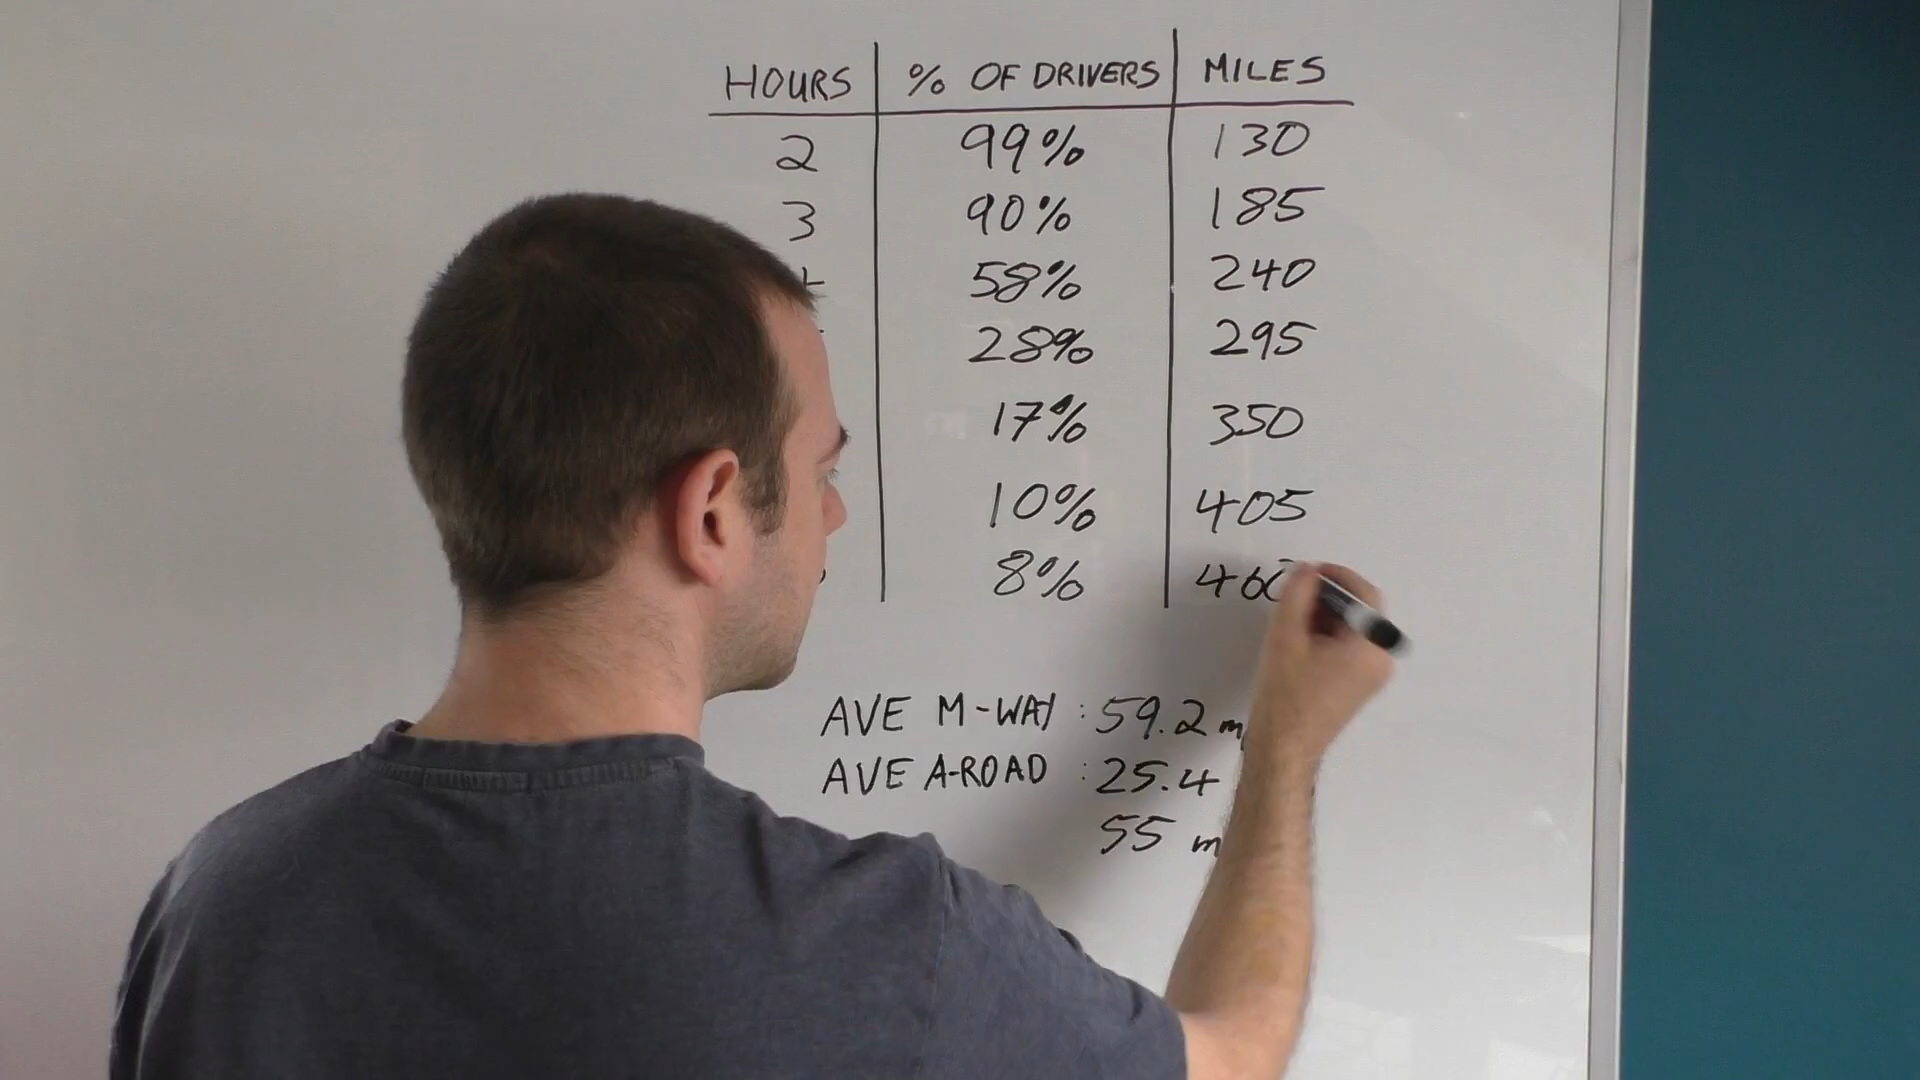 HOURS % OF DRIVERS MILES
2 99% 130
3 90% 185
58% 240
28% 295
17% 350
10% 405
8% 460
AVE M-WAY : 59.2
AVE A-ROAD : 25.4
55